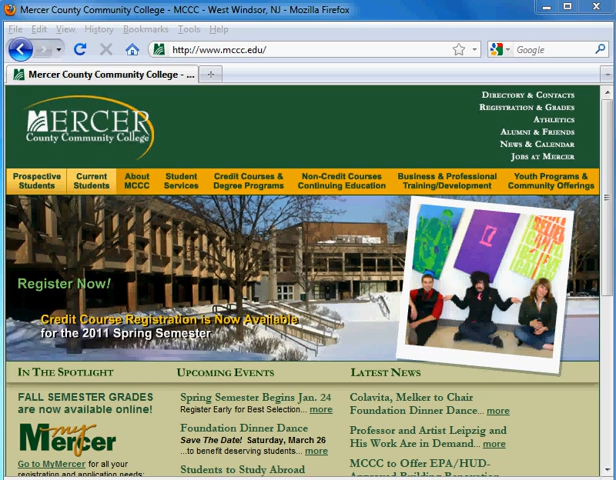 Mercer County Community College - MCCC - West Windsor, NJ - Mozilla Firefox
File Edit View History Bookmarks Tools Help
http://www.mccc.edu/
Google
Mercer County Community College - ...
MERCER
County Community College
Directory & Contacts
Registration & Grades
Athletics
Alumni & Friends
News & Calendar
Jobs at Mercer
Prospective Students
Current Students
About MCCC
Student Services
Credit Courses & Degree Programs
Non-Credit Courses Continuing Education
Business & Professional Training/Development
Youth Programs & Community Offerings
Register Now!
Credit Course Registration is Now Available
for the 2011 Spring Semester
In The Spotlight
FALL SEMESTER GRADES
are now available online!
my
Mercer
Go to MyMercer for all your
registration and application needs:
Upcoming Events
Spring Semester Begins Jan. 24
Register Early for Best Selection... more
Foundation Dinner Dance
Save The Date! Saturday, March 26
...to benefit deserving students... more
Students to Study Abroad
Latest News
Colavita, Melker to Chair
Foundation Dinner Dance... more
Professor and Artist Leipzig and
His Work Are in Demand... more
MCCC to Offer EPA/HUD-
Approved Building Renovation